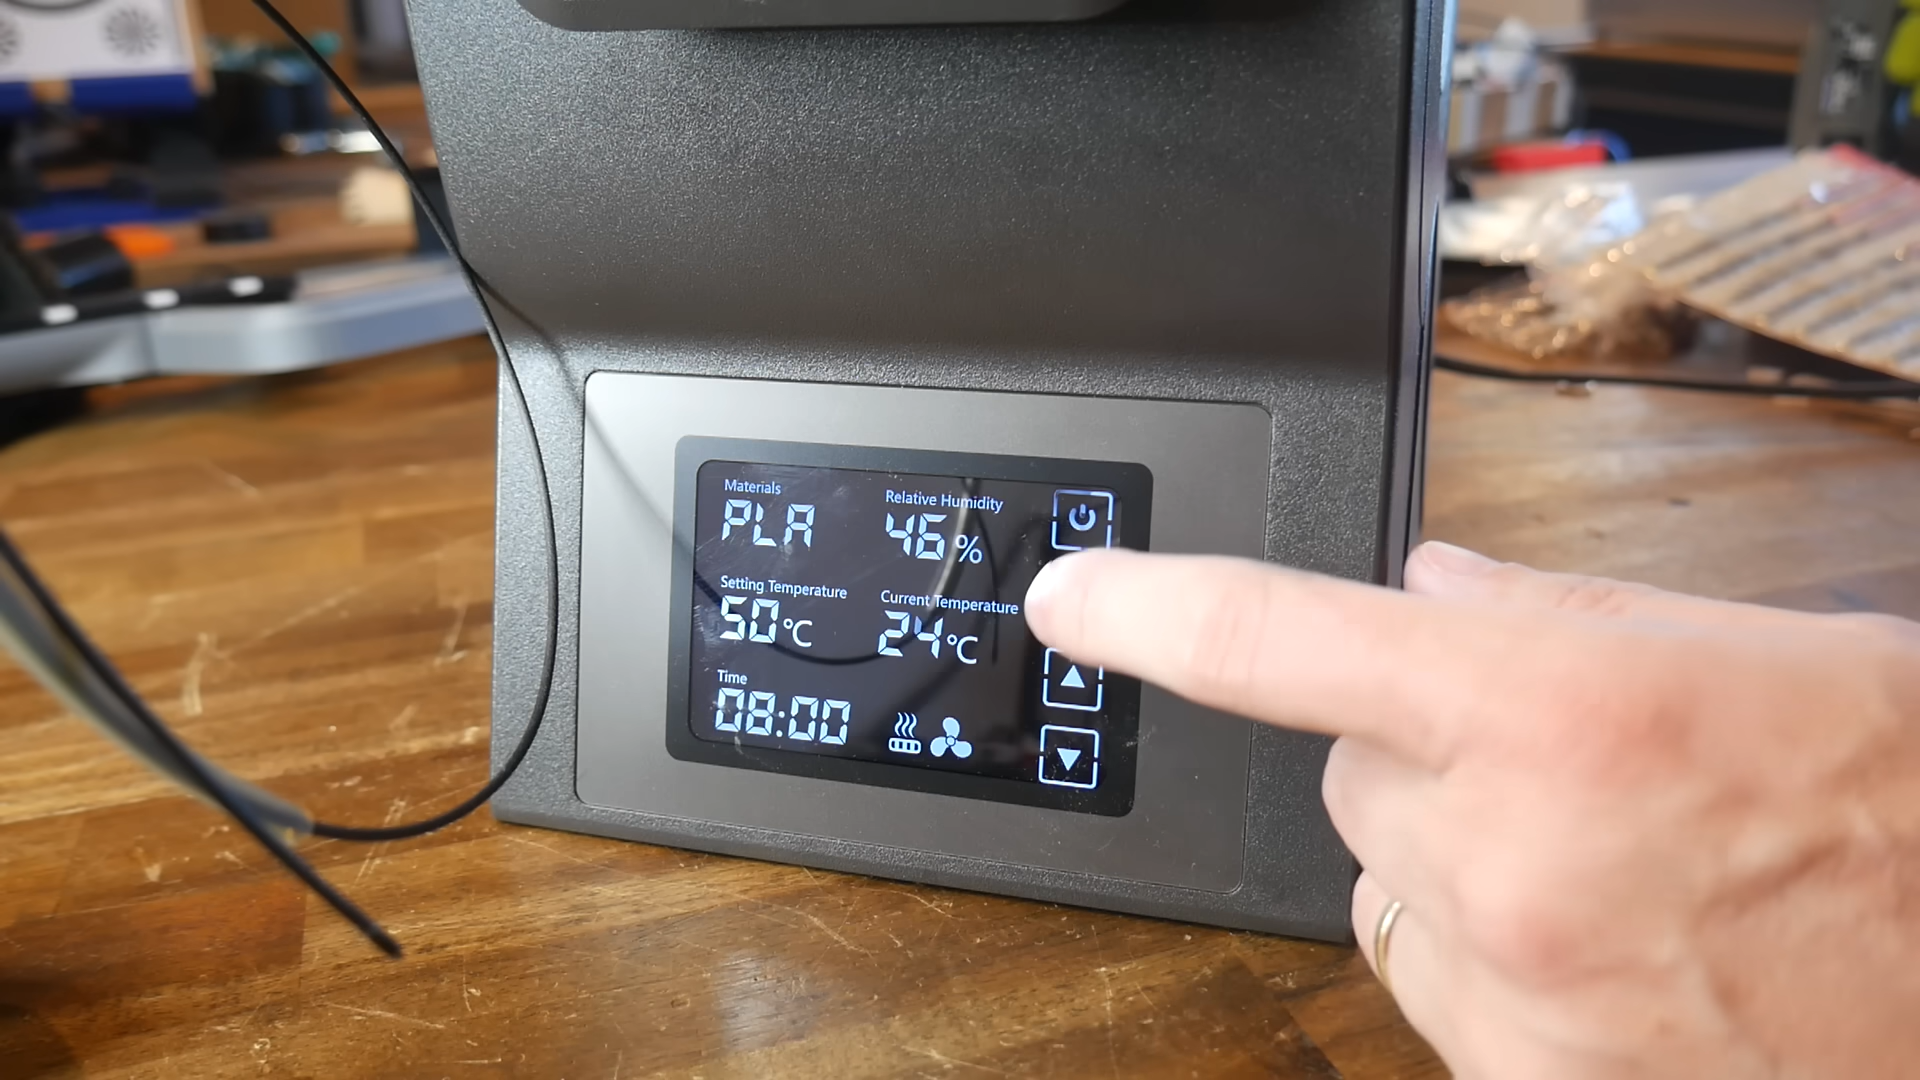 Materials
PLA
Relative Humidity
46 %
Setting Temperature
50 °C
Current Temperature
24 °C
Time
08:00